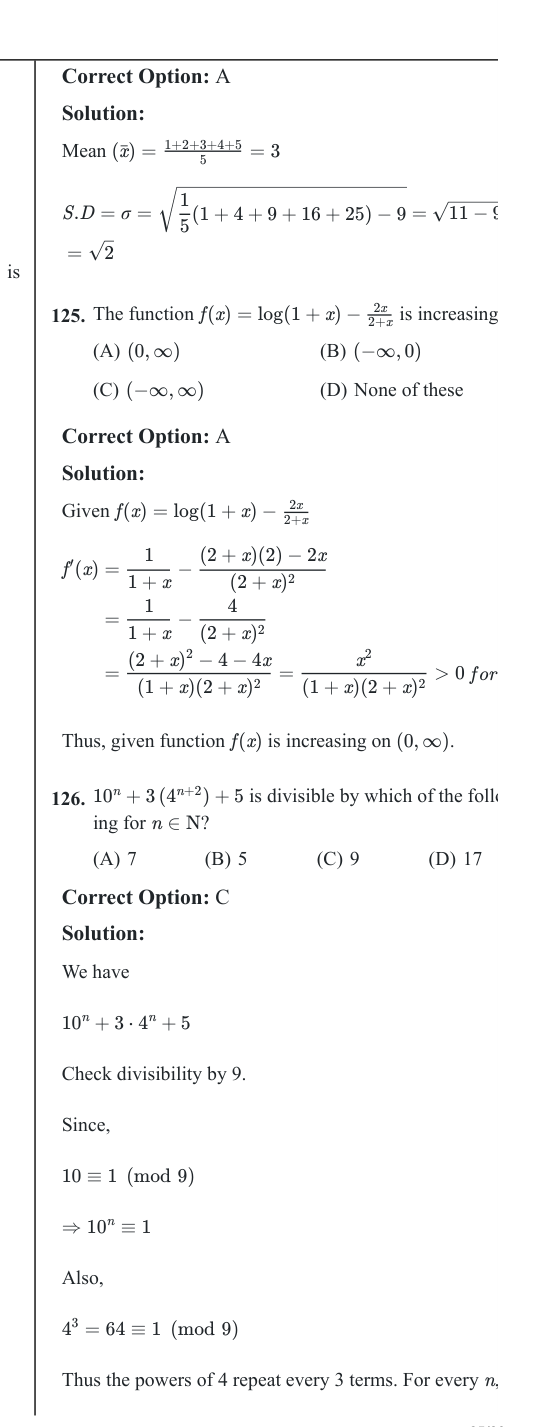 is
Correct Option: A
Solution:
Mean (x̄) = (1+2+3+4+5)/5 = 3
S.D = σ = √(1/5(1 + 4 + 9 + 16 + 25) − 9) = √(11 − 9
= √2
125. The function f(x) = log(1 + x) − 2x/(2+x) is increasing
(A) (0, ∞) (B) (−∞, 0)
(C) (−∞, ∞) (D) None of these
Correct Option: A
Solution:
Given f(x) = log(1 + x) − 2x/(2+x)
f′(x) = 1/(1 + x) − ((2 + x)(2) − 2x)/(2 + x)²
= 1/(1 + x) − 4/(2 + x)²
= ((2 + x)² − 4 − 4x)/((1 + x)(2 + x)²) = x²/((1 + x)(2 + x)²) > 0 for
Thus, given function f(x) is increasing on (0, ∞).
126. 10ⁿ + 3 (4ⁿ⁺²) + 5 is divisible by which of the foll
ing for n ∈ N?
(A) 7 (B) 5 (C) 9 (D) 17
Correct Option: C
Solution:
We have
10ⁿ + 3 · 4ⁿ + 5
Check divisibility by 9.
Since,
10 ≡ 1 (mod 9)
⇒ 10ⁿ ≡ 1
Also,
4³ = 64 ≡ 1 (mod 9)
Thus the powers of 4 repeat every 3 terms. For every n,